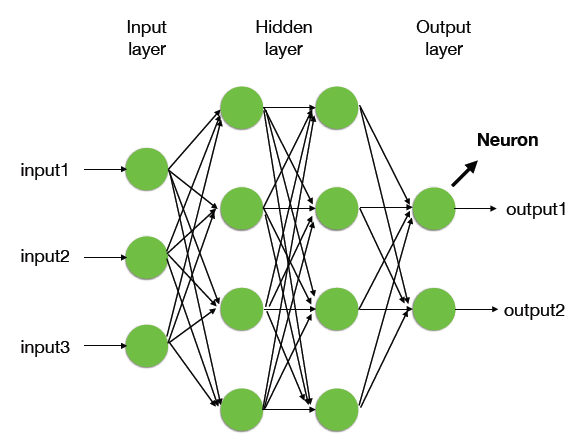 Input
layer
Hidden
layer
Output
layer
Neuron
input1
output1
input2
output2
input3